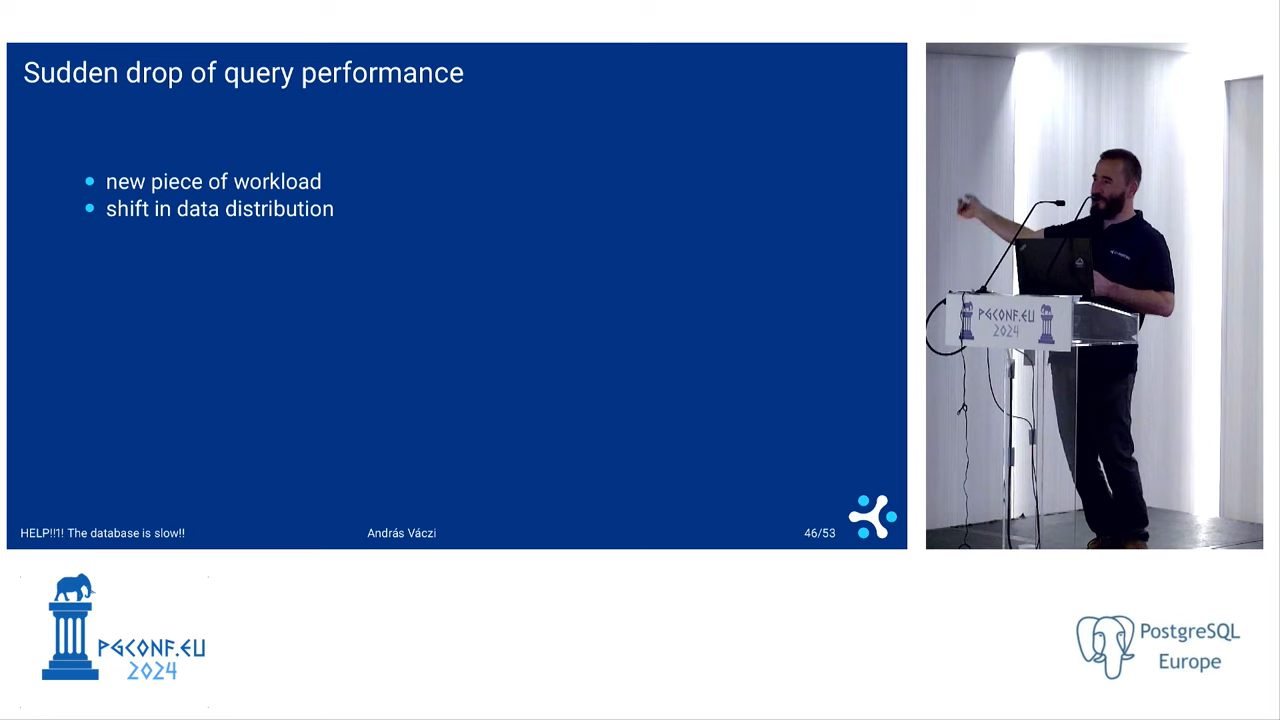 Sudden drop of query performance
new piece of workload
shift in data distribution
HELP!!1! The database is slow!!
András Váczi
46/53
PGCONF.EU
2024
PGCONF.EU
2024
PostgreSQL
Europe